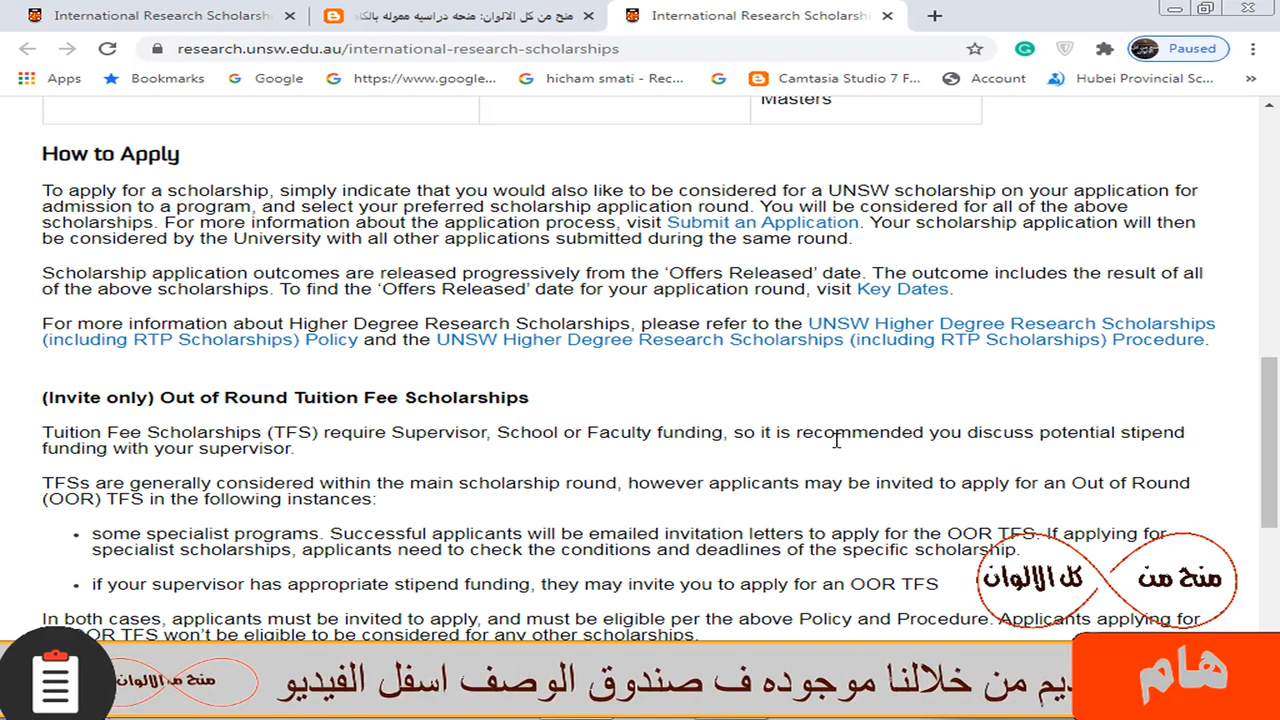 International Research Scholarsh
منح من كل الالوان: منحه دراسيه مموله بالكا
International Research Scholarsh
research.unsw.edu.au/international-research-scholarships
Paused
Apps
Bookmarks
Google
https://www.google...
hicham smati - Rec...
Camtasia Studio 7 F...
Account
Hubei Provincial Sc...
»
Masters
How to Apply
To apply for a scholarship, simply indicate that you would also like to be considered for a UNSW scholarship on your application for
admission to a program, and select your preferred scholarship application round. You will be considered for all of the above
scholarships. For more information about the application process, visit Submit an Application. Your scholarship application will then
be considered by the University with all other applications submitted during the same round.
Scholarship application outcomes are released progressively from the ‘Offers Released’ date. The outcome includes the result of all
of the above scholarships. To find the ‘Offers Released’ date for your application round, visit Key Dates.
For more information about Higher Degree Research Scholarships, please refer to the UNSW Higher Degree Research Scholarships
(including RTP Scholarships) Policy and the UNSW Higher Degree Research Scholarships (including RTP Scholarships) Procedure.
(Invite only) Out of Round Tuition Fee Scholarships
Tuition Fee Scholarships (TFS) require Supervisor, School or Faculty funding, so it is recommended you discuss potential stipend
funding with your supervisor.
TFSs are generally considered within the main scholarship round, however applicants may be invited to apply for an Out of Round
(OOR) TFS in the following instances:
• some specialist programs. Successful applicants will be emailed invitation letters to apply for the OOR TFS. If applying for
specialist scholarships, applicants need to check the conditions and deadlines of the specific scholarship.
• if your supervisor has appropriate stipend funding, they may invite you to apply for an OOR TFS
منح من كل الالوان
In both cases, applicants must be invited to apply, and must be eligible per the above Policy and Procedure. Applicants applying for
OOR TFS won't be eligible to be considered for any other scholarships.
هام
ديم من خلالنا موجوده ف صندوق الوصف اسفل الفيديو
منح من كل الالوان